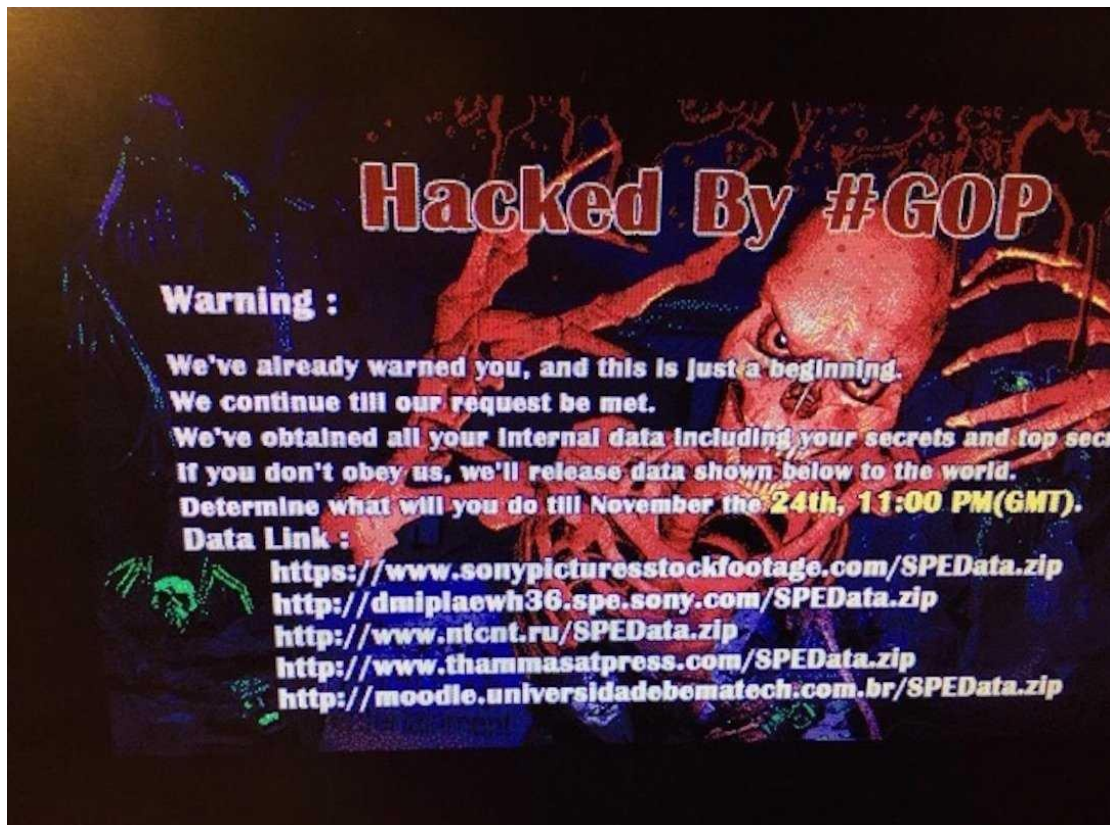 Hacked By #GOP
Warning :
We've already warned you, and this is just a beginning.
We continue till our request be met.
We've obtained all your internal data including your secrets and top
If you don't obey us, we'll release data shown below to the world.
Determine what will you do till November the 24th, 11:00 PM(GMT).
Data Link :
https://www.sonypicturesstockfootage.com/SPEData.zip
http://dmiplaewh36.spe.sony.com/SPEData.zip
http://www.ntcnt.ru/SPEData.zip
http://www.thammasatpress.com/SPEData.zip
http://moodle.universidadebematech.com.br/SPEData.zip